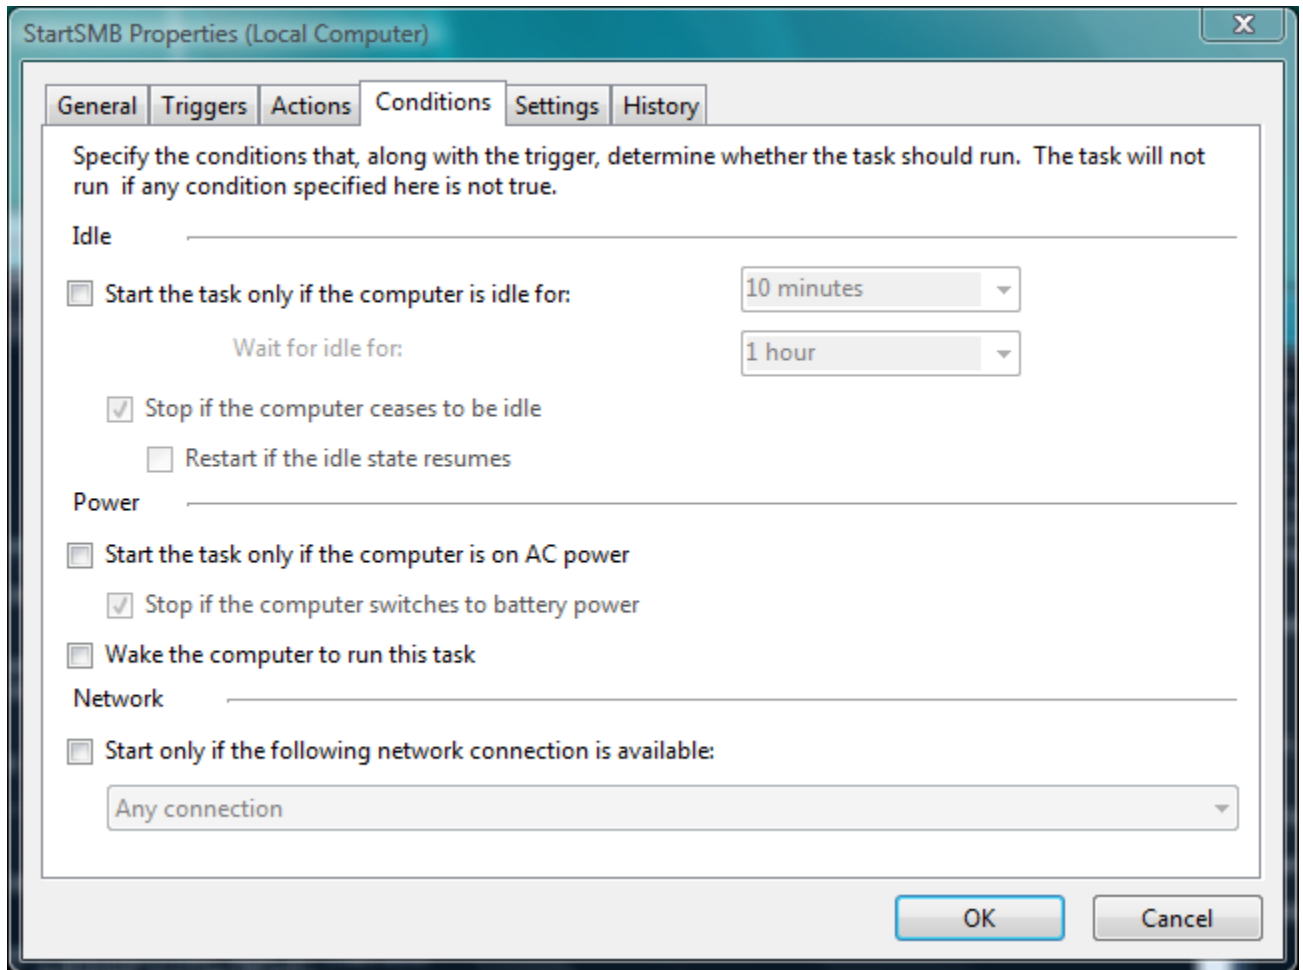 StartSMB Properties (Local Computer)
General Triggers Actions Conditions Settings History
Specify the conditions that, along with the trigger, determine whether the task should run.  The task will not
run  if any condition specified here is not true.
Idle
Start the task only if the computer is idle for: 10 minutes
Wait for idle for: 1 hour
Stop if the computer ceases to be idle
Restart if the idle state resumes
Power
Start the task only if the computer is on AC power
Stop if the computer switches to battery power
Wake the computer to run this task
Network
Start only if the following network connection is available:
Any connection
OK Cancel